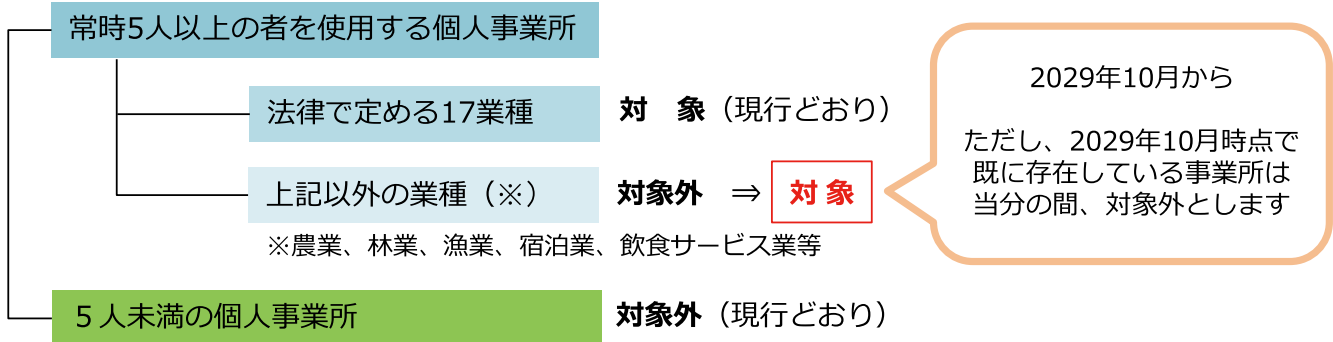 常時5人以上の者を使用する個人事業所
法律で定める17業種
対　象（現行どおり）
上記以外の業種（※）
対象外 ⇒ 対 象
※農業、林業、漁業、宿泊業、飲食サービス業等
2029年10月から
ただし、2029年10月時点で
既に存在している事業所は
当分の間、対象外とします
５人未満の個人事業所
対象外（現行どおり）